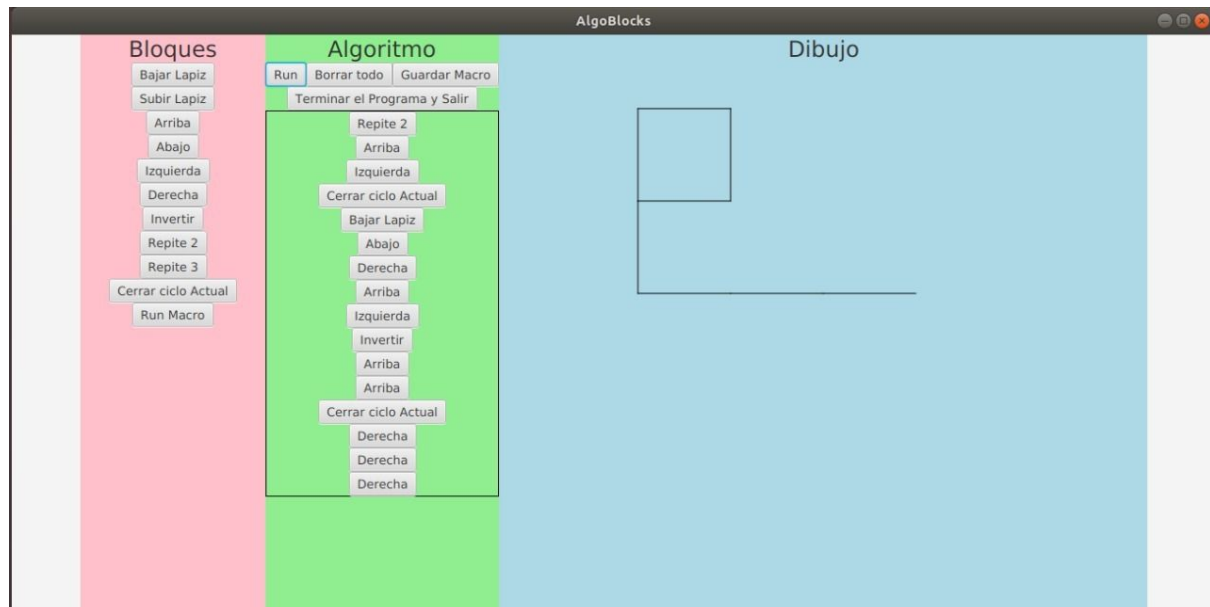 AlgoBlocks
Bloques
Bajar Lapiz
Subir Lapiz
Arriba
Abajo
Izquierda
Derecha
Invertir
Repite 2
Repite 3
Cerrar ciclo Actual
Run Macro
Algoritmo
Run Borrar todo Guardar Macro
Terminar el Programa y Salir
Repite 2
Arriba
Izquierda
Cerrar ciclo Actual
Bajar Lapiz
Abajo
Derecha
Arriba
Izquierda
Invertir
Arriba
Arriba
Cerrar ciclo Actual
Derecha
Derecha
Derecha
Dibujo